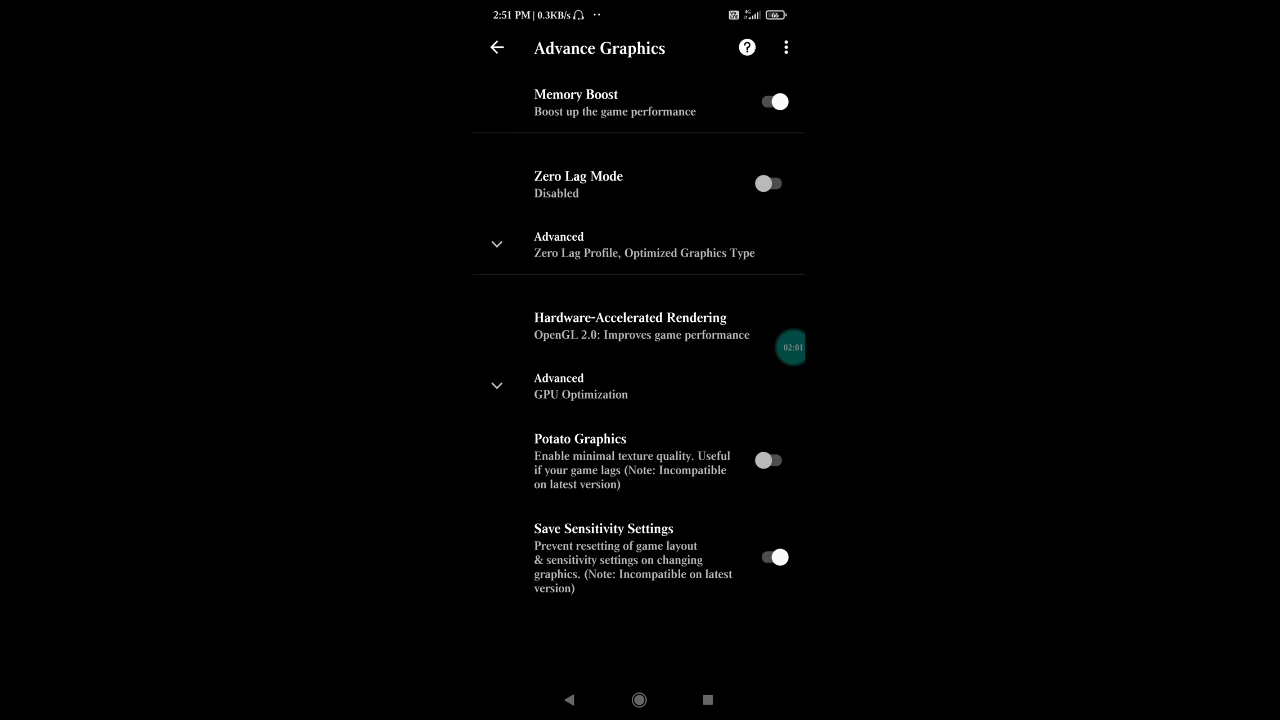 2:51 PM | 0.3KB/s
4G
66
Advance Graphics
?
Memory Boost
Boost up the game performance
Zero Lag Mode
Disabled
Advanced
Zero Lag Profile, Optimized Graphics Type
Hardware-Accelerated Rendering
OpenGL 2.0: Improves game performance
02:01
Advanced
GPU Optimization
Potato Graphics
Enable minimal texture quality. Useful
if your game lags (Note: Incompatible
on latest version)
Save Sensitivity Settings
Prevent resetting of game layout
& sensitivity settings on changing
graphics. (Note: Incompatible on latest
version)